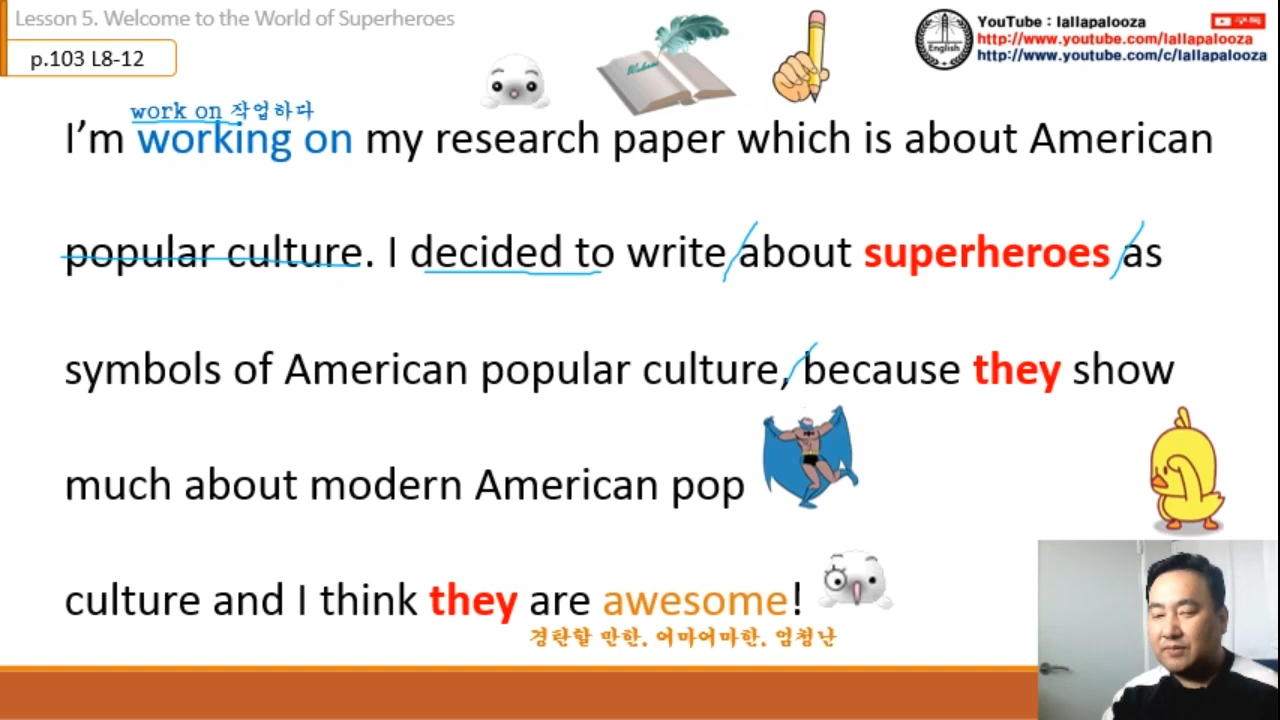 Lesson 5. Welcome to the World of Superheroes
p.103 L8-12
Welcome
English
YouTube : lallapalooza
구독
http://www.youtube.com/lallapalooza
http://www.youtube.com/c/lallapalooza
work on 작업하다
I’m working on my research paper which is about American
popular culture. I decided to write about superheroes as
symbols of American popular culture, because they show
much about modern American pop
culture and I think they are awesome!
경탄할 만한. 어마어마한. 엄청난